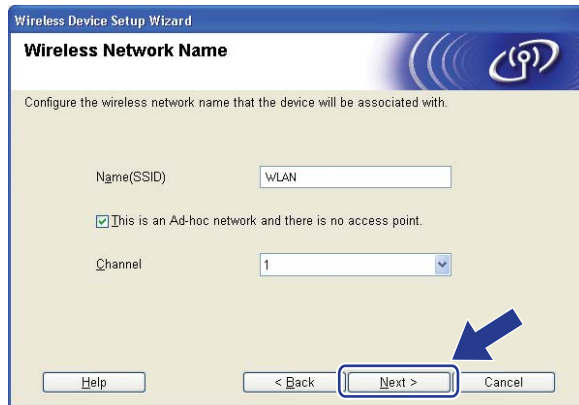 Wireless Device Setup Wizard
Wireless Network Name
Configure the wireless network name that the device will be associated with.
Name(SSID) WLAN
This is an Ad-hoc network and there is no access point.
Channel 1
Help < Back Next > Cancel